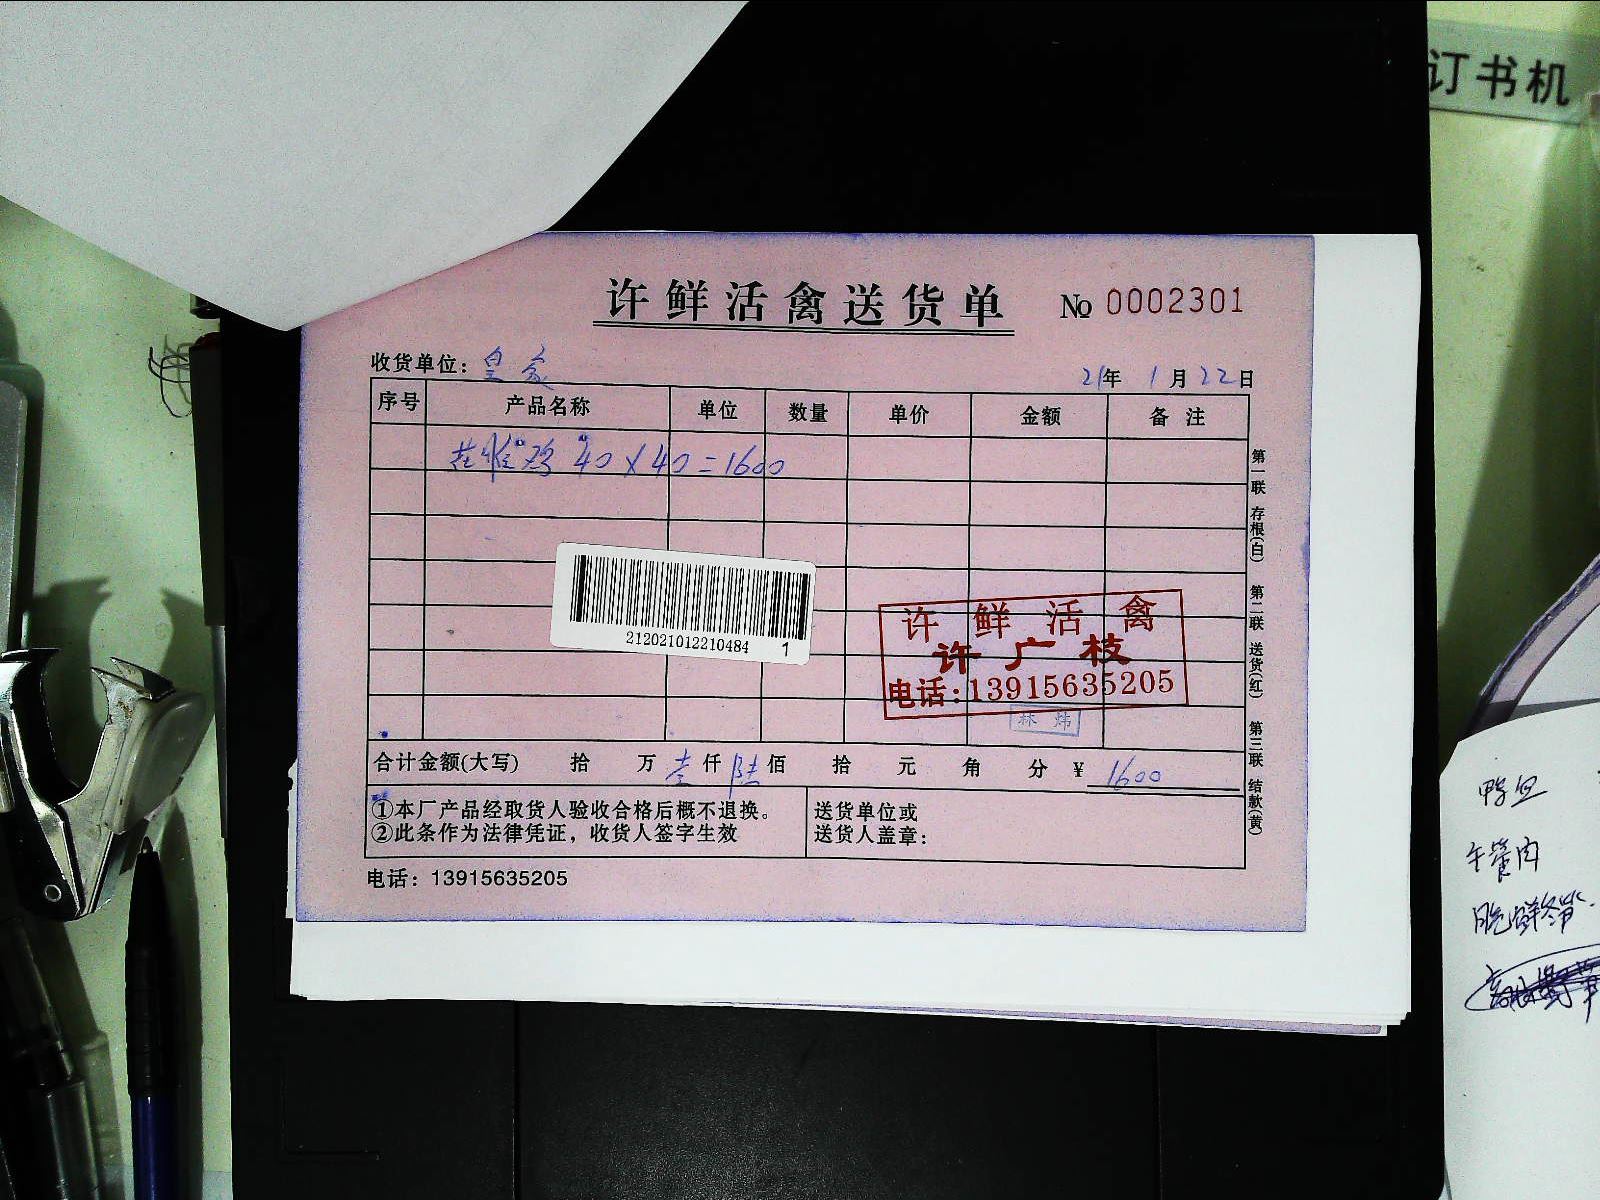 订书机
许鲜活禽送货单 № 0002301
收货单位: 皇家 21年 1月22日
序号 产品名称 单位 数量 单价 金额 备注
鸡 40×40=1600
212021012210484 1
许鲜活禽
许广枝
电话:13915635205
林炜
合计金额(大写) 拾 万 壹仟 陆佰 拾 元 角 分 ¥ 1600
①本厂产品经取货人验收合格后概不退换。
②此条作为法律凭证,收货人签字生效
送货单位或
送货人盖章:
电话: 13915635205
第一联 存根(白) 第二联 送货(红) 第三联 结款(黄)
鸭血
午餐肉